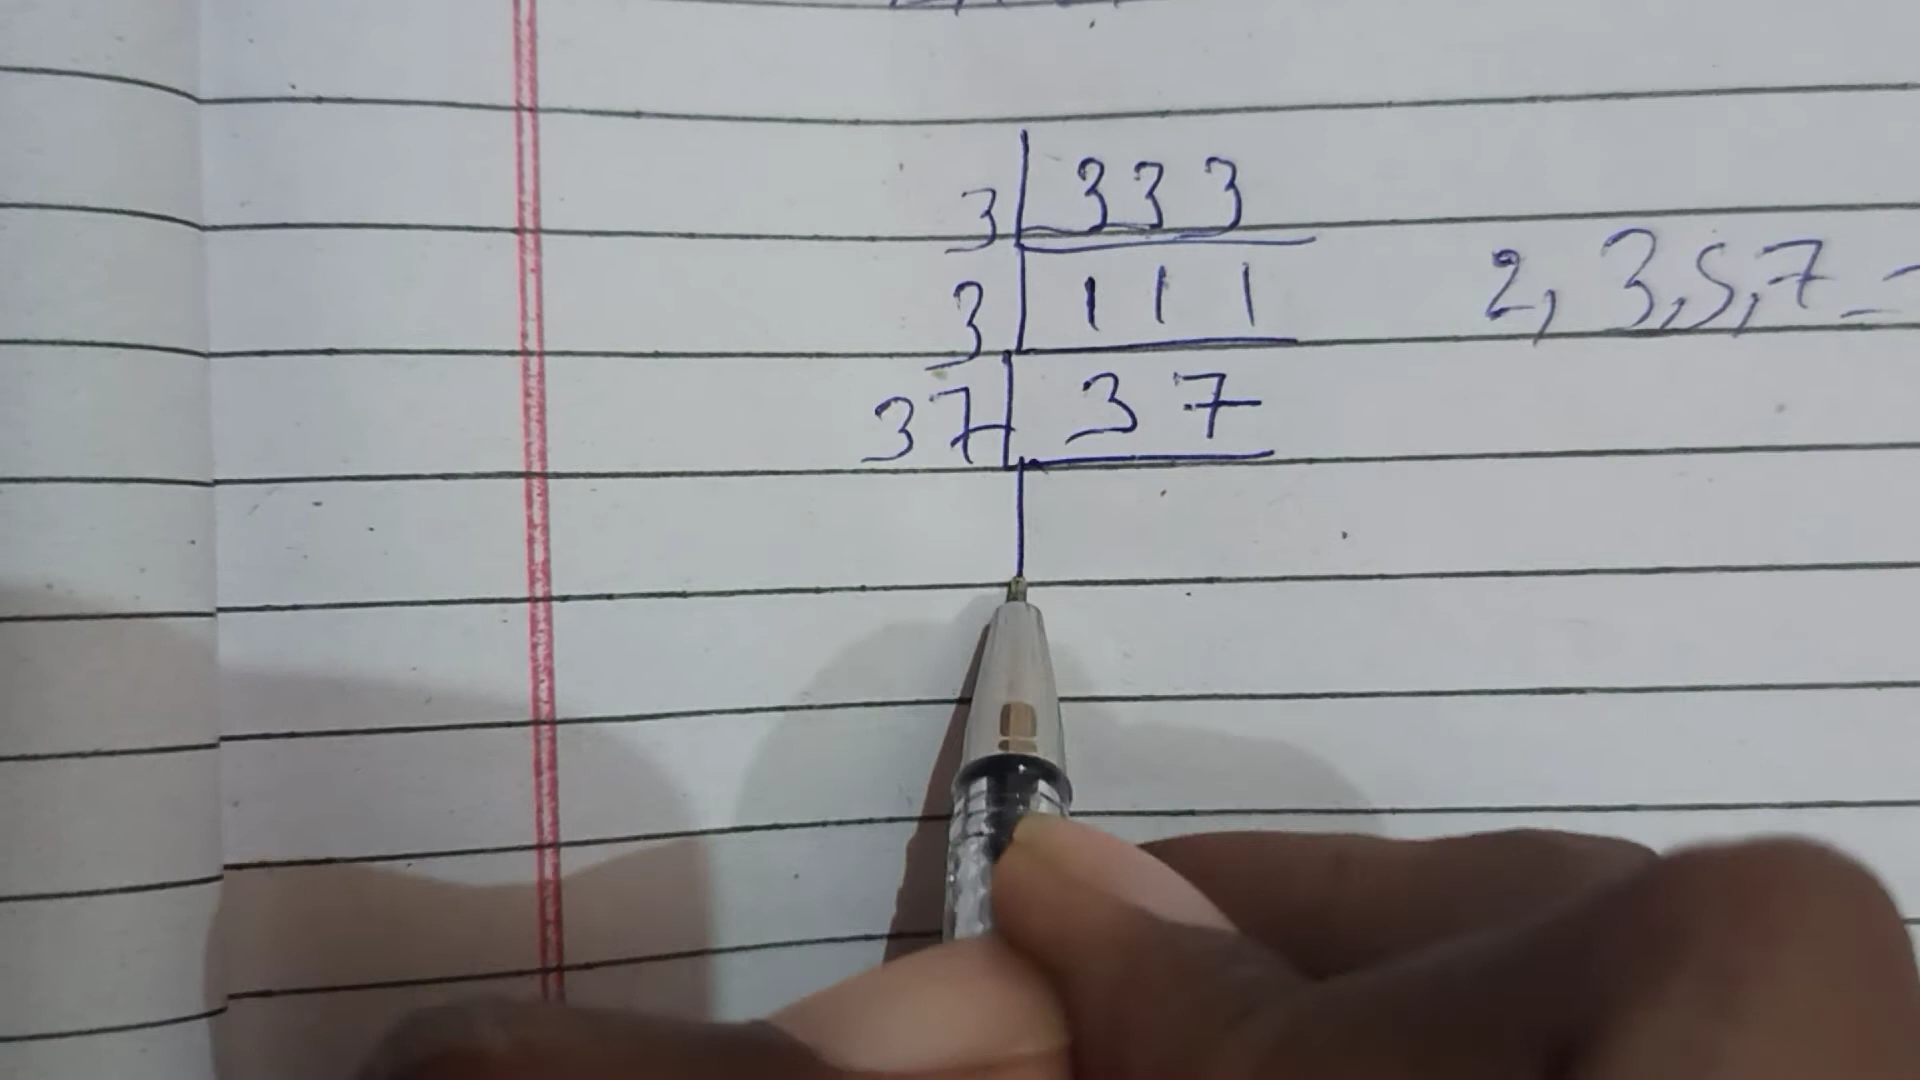 3 | 333
3 | 111 2, 3, 5, 7 -
37 | 37